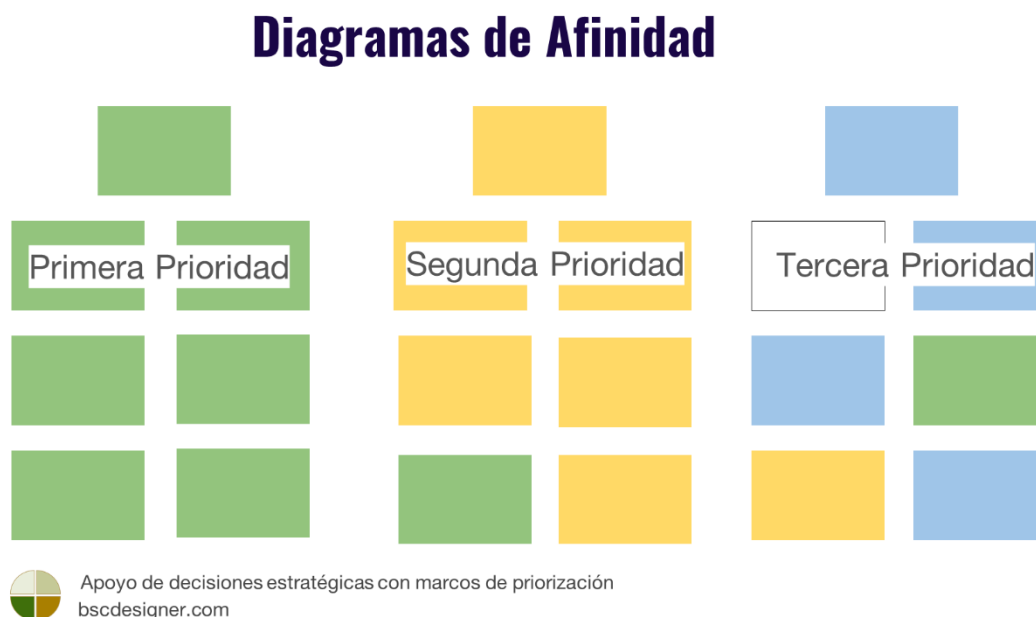 Diagramas de Afinidad
Primera Prioridad
Segunda Prioridad
Tercera Prioridad
Apoyo de decisiones estratégicas con marcos de priorización
bscdesigner.com